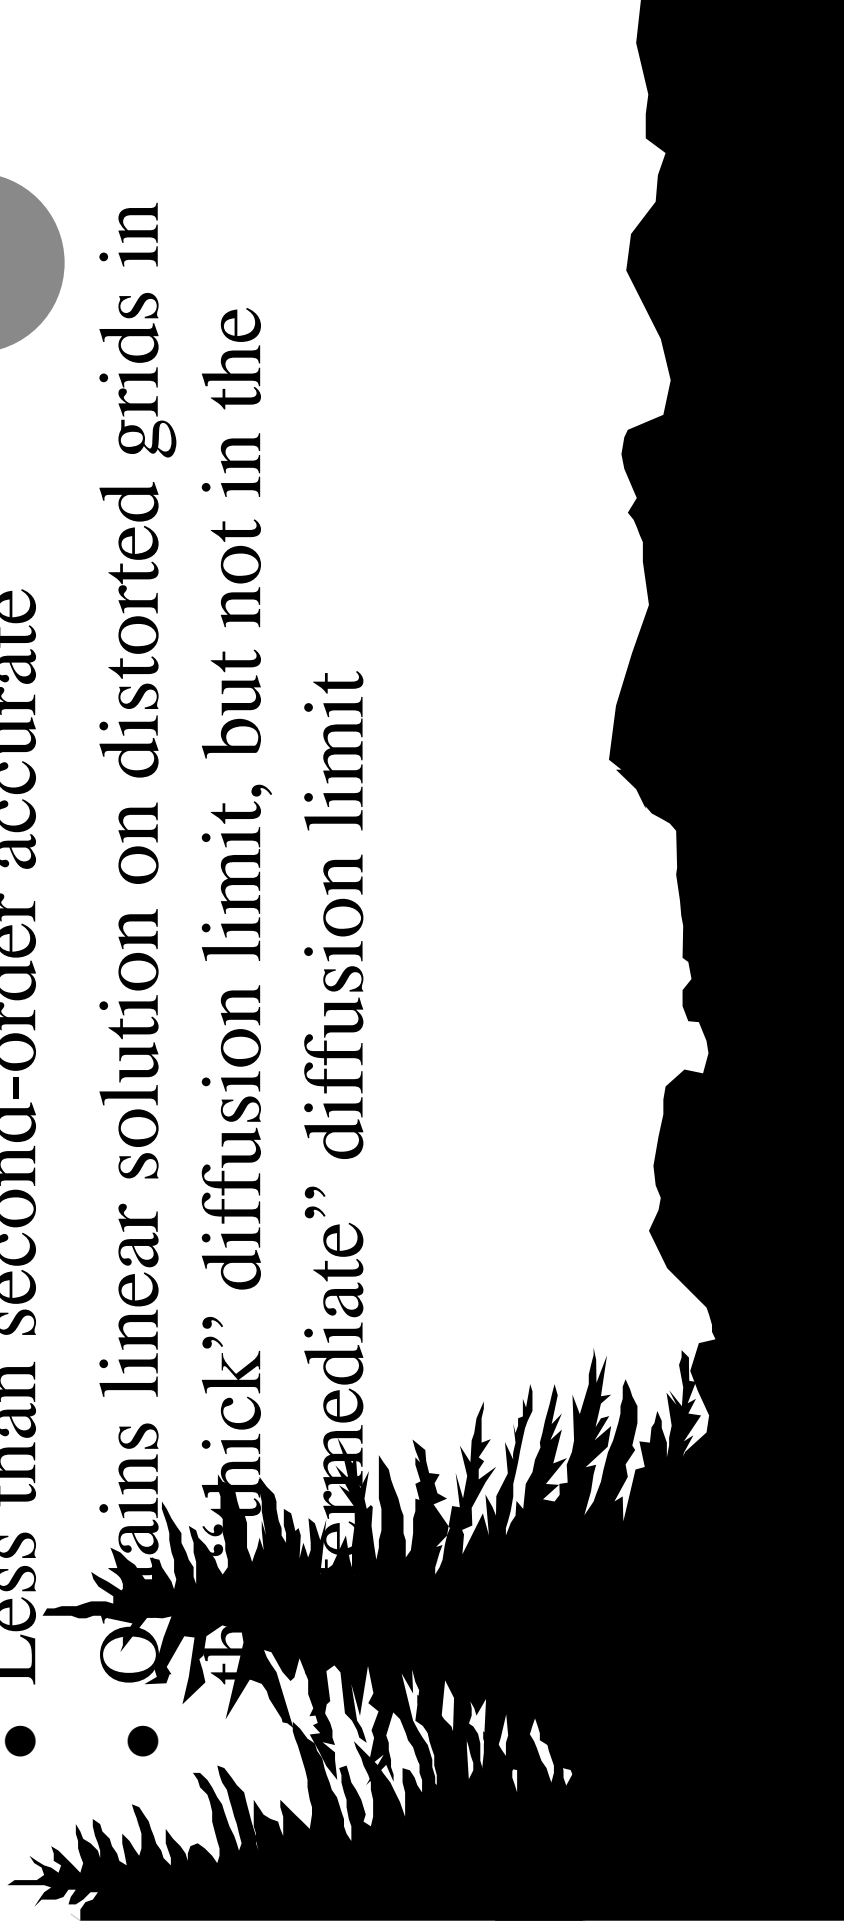 • Less than second-order accurate
• linear solution on distorted grids in
the “thick” diffusion limit, but not in the
diffusion limit